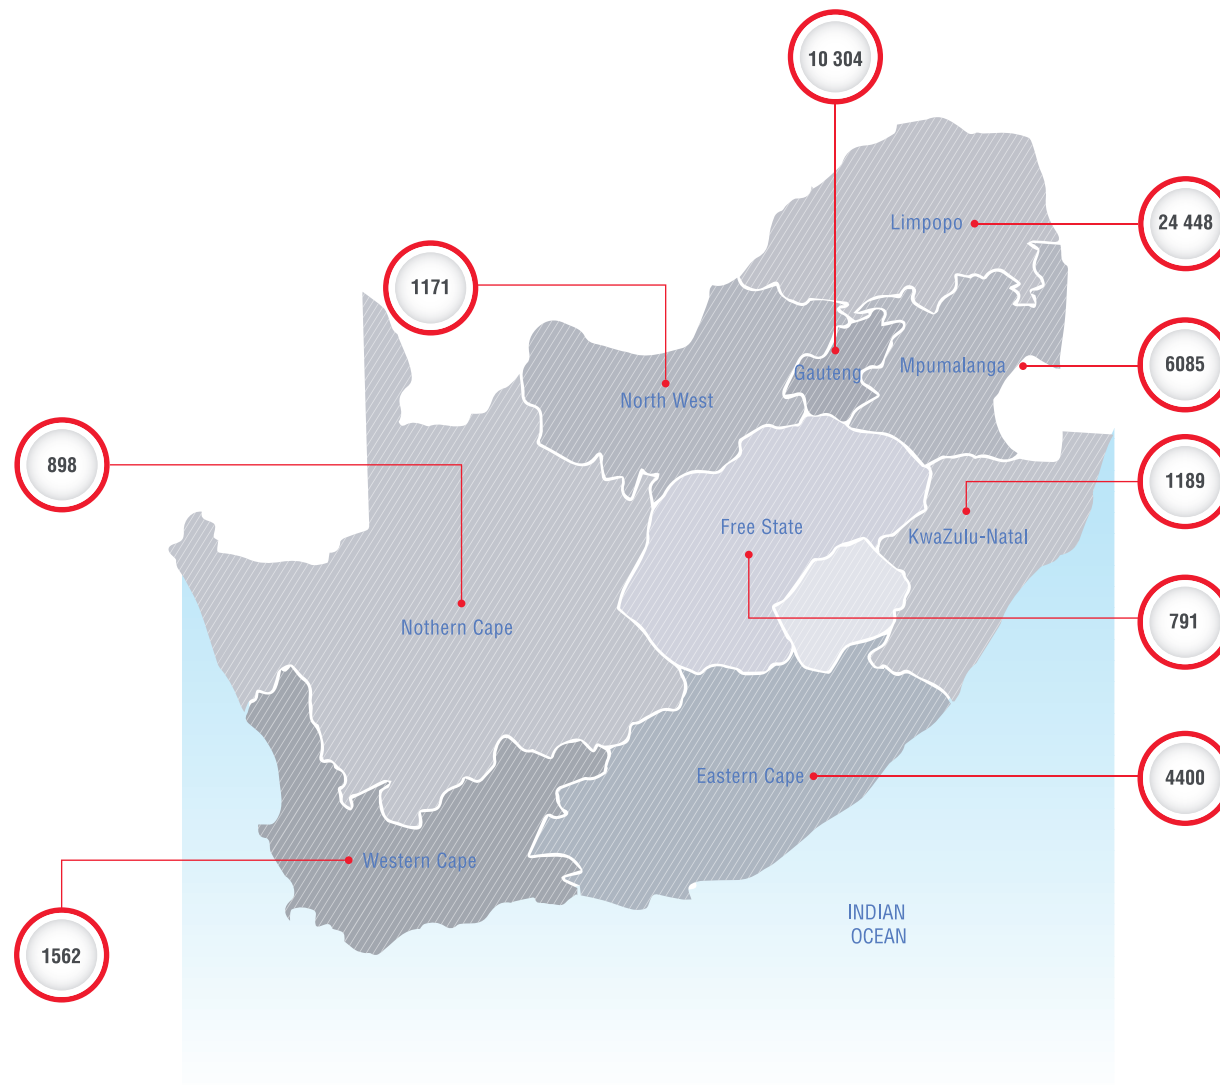 10 304
Limpopo
24 448
1171
Gauteng
Mpumalanga
6085
North West
898
1189
Free State
KwaZulu-Natal
Nothern Cape
791
Eastern Cape
4400
Western Cape
INDIAN
OCEAN
1562